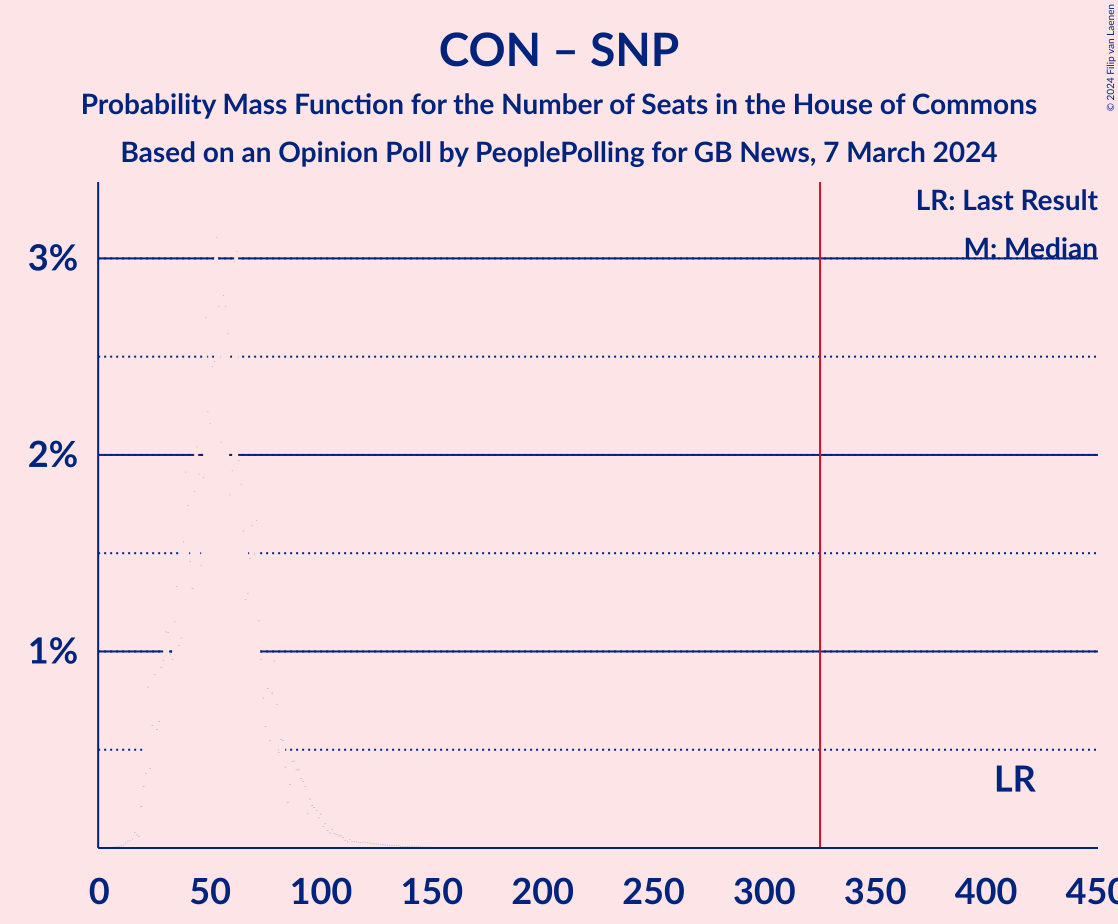 CON – SNP
Probability Mass Function for the Number of Seats in the House of Commons
Based on an Opinion Poll by PeoplePolling for GB News, 7 March 2024
© 2024 Filip van Laenen
LR: Last Result
M: Median
3%
2%
1%
LR
0 50 100 150 200 250 300 350 400 450